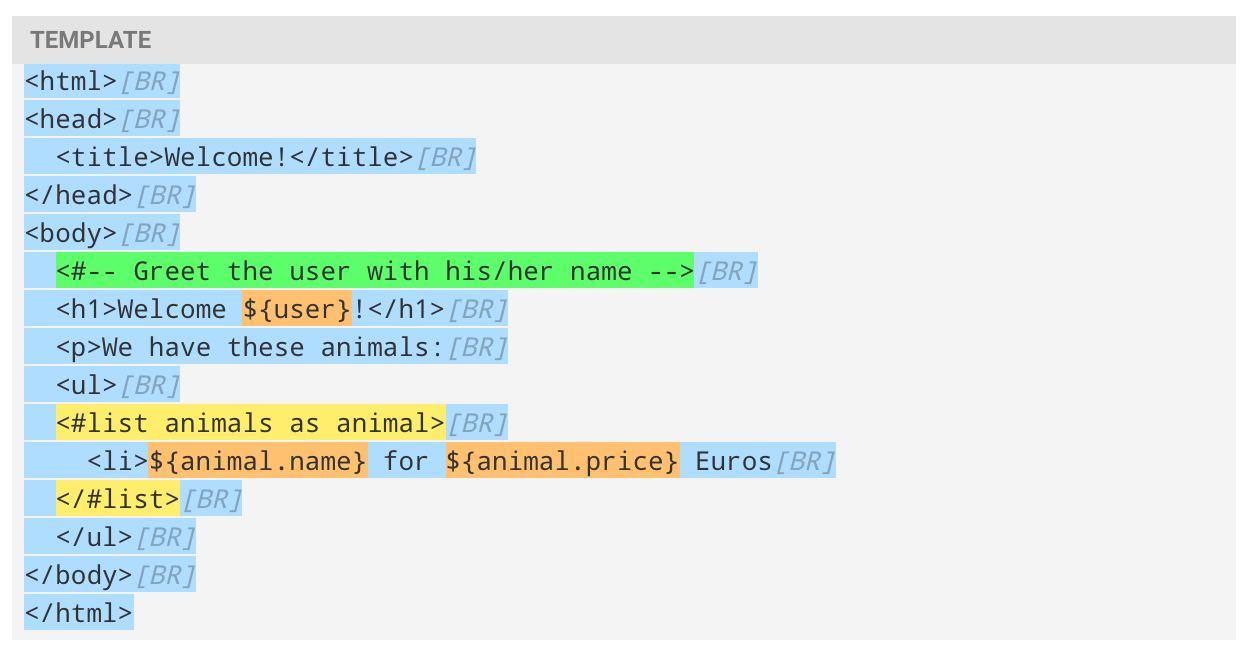 TEMPLATE
<html>[BR]
<head>[BR]
  <title>Welcome!</title>[BR]
</head>[BR]
<body>[BR]
  <#-- Greet the user with his/her name -->[BR]
  <h1>Welcome ${user}!</h1>[BR]
  <p>We have these animals:[BR]
  <ul>[BR]
  <#list animals as animal>[BR]
    <li>${animal.name} for ${animal.price} Euros[BR]
  </#list>[BR]
  </ul>[BR]
</body>[BR]
</html>